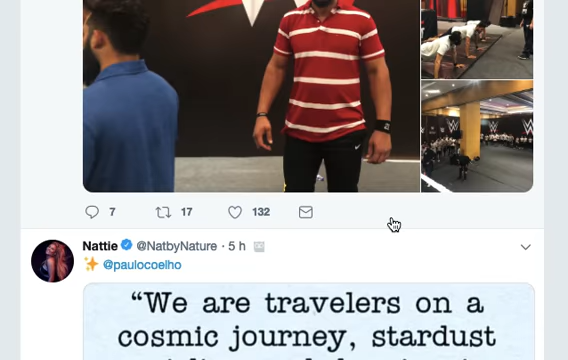 7 17 132
Nattie @NatbyNature · 5 h
@paulocoelho
“We are travelers on a
cosmic journey, stardust